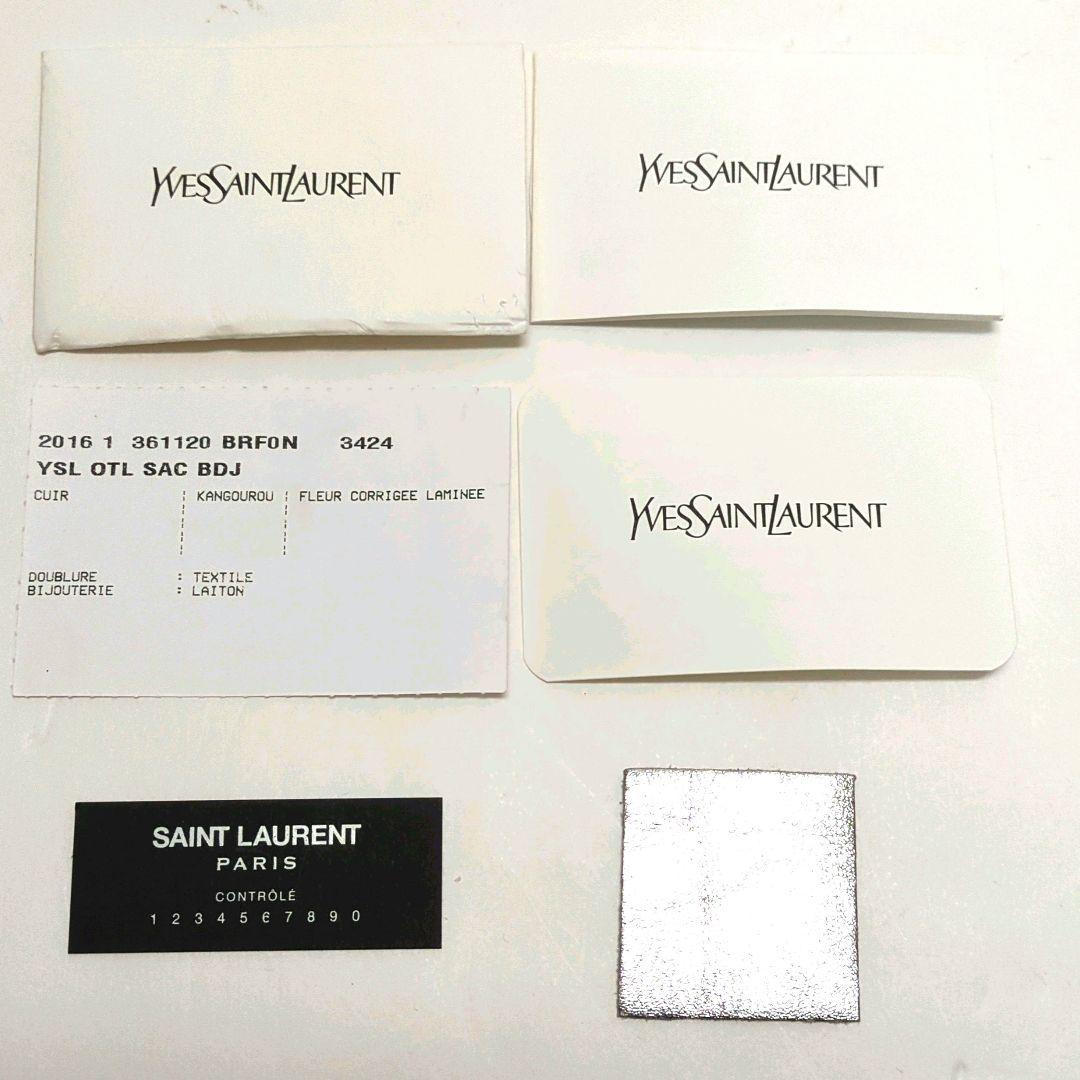 YVESSAINTLAURENT
YVESSAINTLAURENT
2016 1 361120 BRF0N 3424
YSL OTL SAC BDJ
CUIR ¦ KANGOUROU ¦ FLEUR CORRIGEE LAMINEE
DOUBLURE : TEXTILE
BIJOUTERIE : LAITON
YVESSAINTLAURENT
SAINT LAURENT
PARIS
CONTRÔLÉ
1 2 3 4 5 6 7 8 9 0